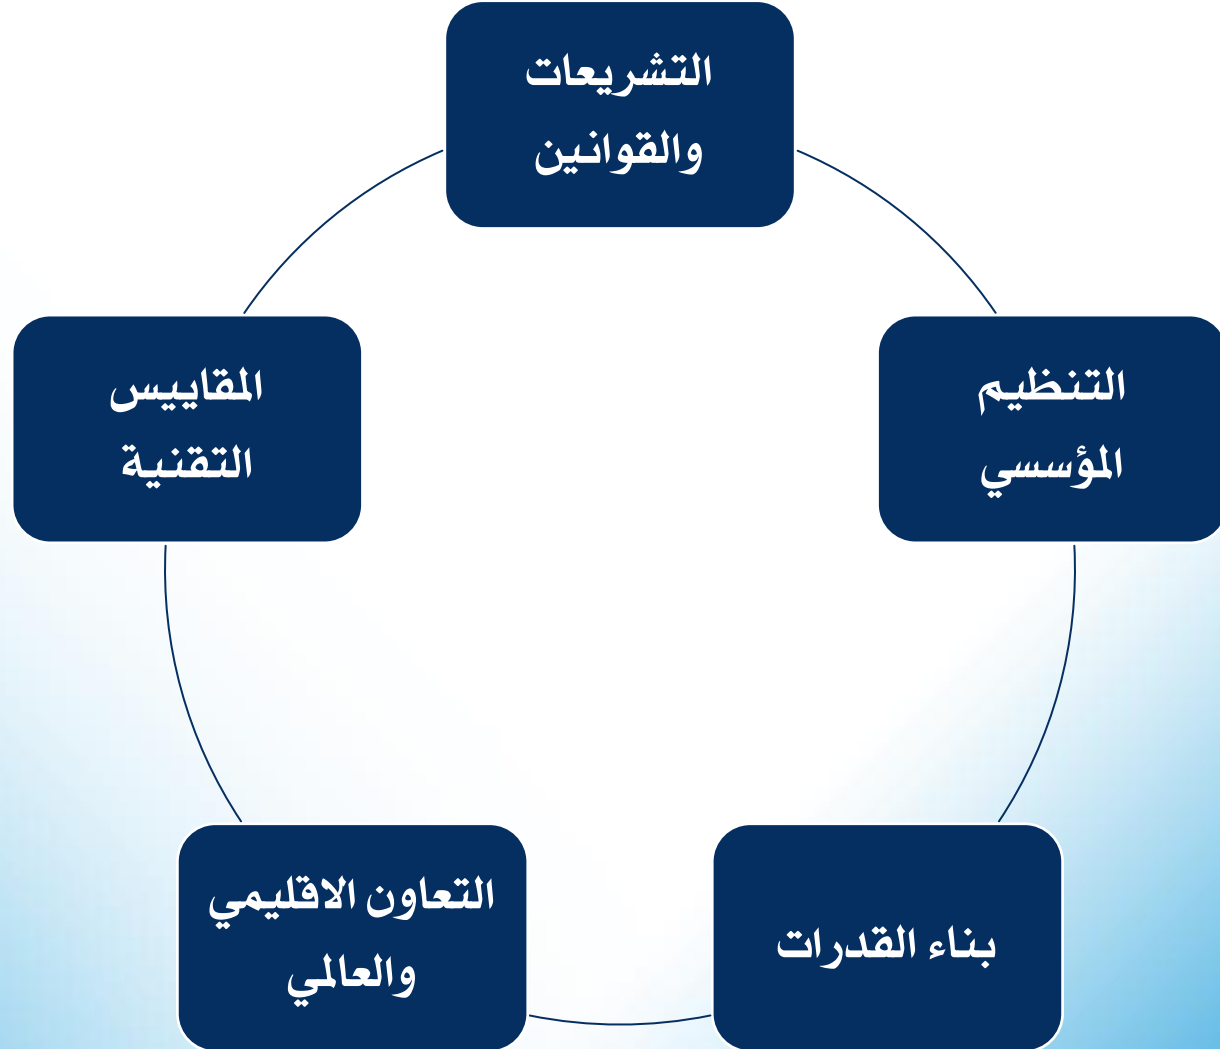 التشريعات
والقوانين
التنظيم
المؤسسي
بناء القدرات
التعاون الاقليمي
والعالمي
المقاييس
التقنية